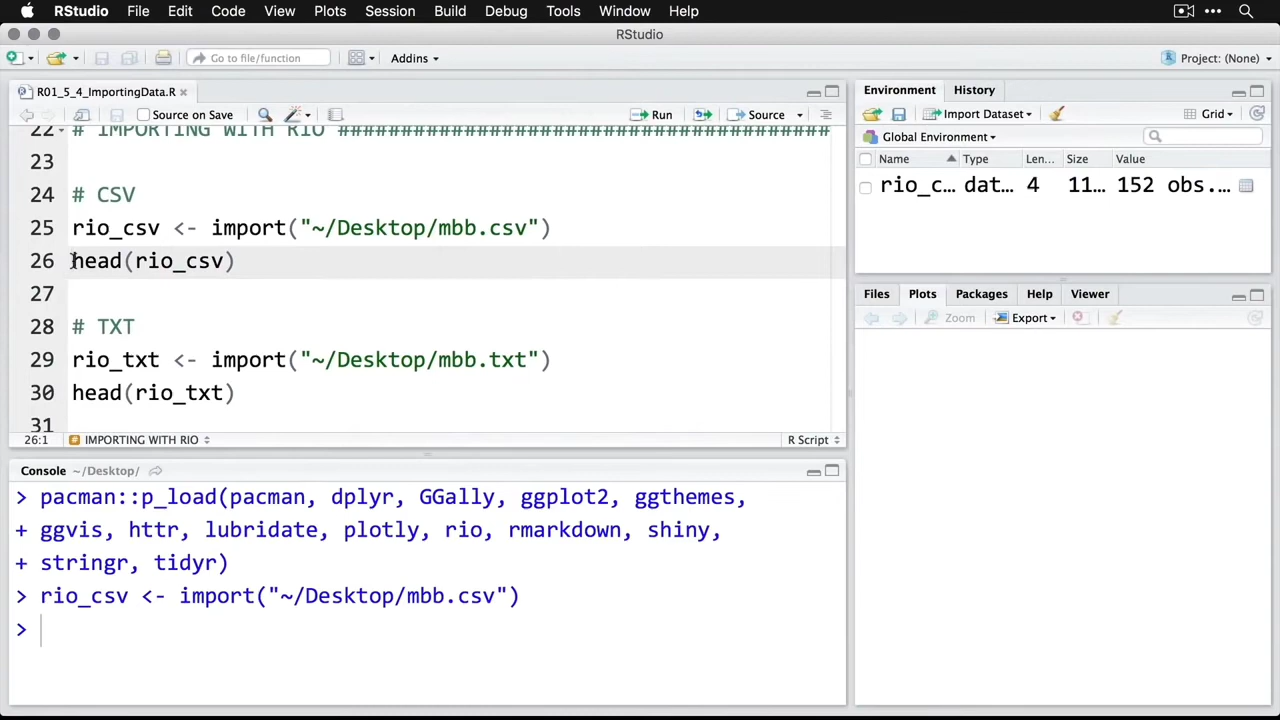 RStudio File Edit Code View Plots Session Build Debug Tools Window Help
RStudio
Go to file/function Addins Project: (None)
R01_5_4_ImportingData.R
Source on Save Run Source
22 # IMPORTING WITH RIO #######################################
23
24 # CSV
25 rio_csv <- import("~/Desktop/mbb.csv")
26 head(rio_csv)
27
28 # TXT
29 rio_txt <- import("~/Desktop/mbb.txt")
30 head(rio_txt)
31
26:1 # IMPORTING WITH RIO R Script
Console ~/Desktop/
> pacman::p_load(pacman, dplyr, GGally, ggplot2, ggthemes,
+ ggvis, httr, lubridate, plotly, rio, rmarkdown, shiny,
+ stringr, tidyr)
> rio_csv <- import("~/Desktop/mbb.csv")
>
Environment History
Import Dataset Grid
Global Environment
Name Type Len... Size Value
rio_c... dat... 4 11... 152 obs....
Files Plots Packages Help Viewer
Zoom Export